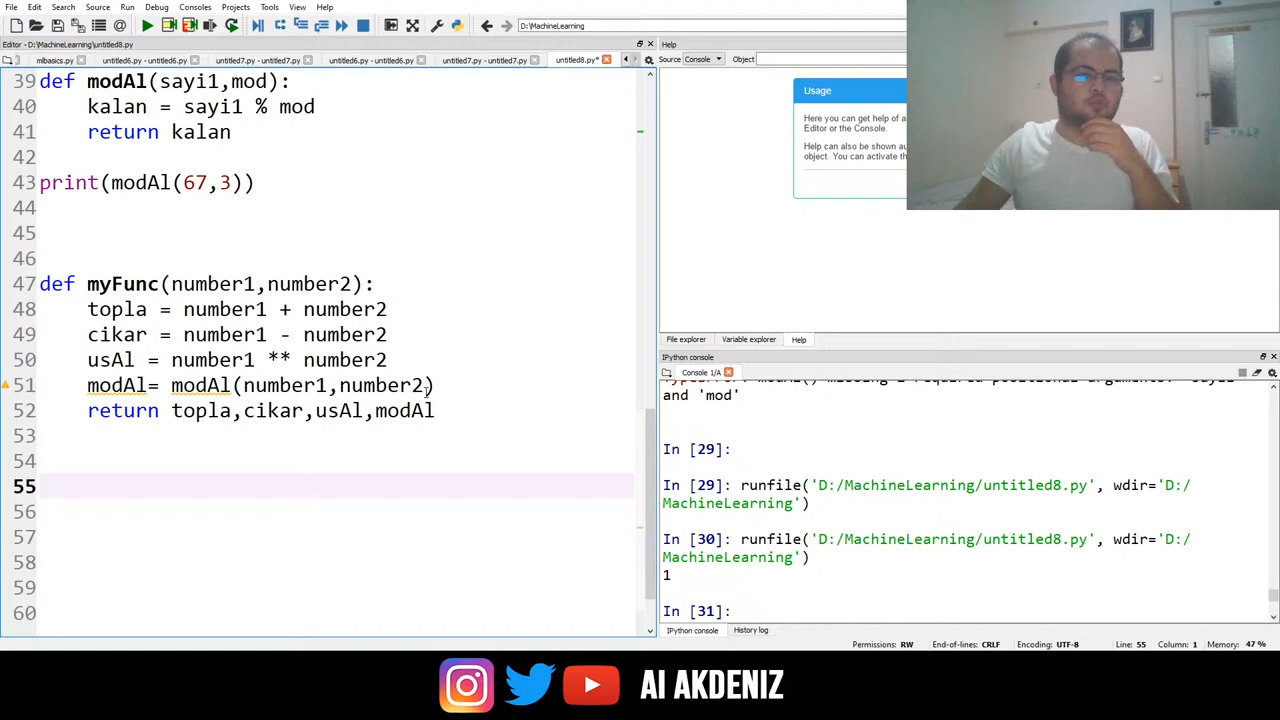 File Edit Search Source Run Debug Consoles Projects Tools View Help
D:\MachineLearning
Editor - D:\MachineLearning\untitled8.py
mlbasics.py untitled6.py untitled7.py untitled6.py untitled7.py untitled8.py*
39 def modAl(sayi1,mod):
40 kalan = sayi1 % mod
41 return kalan
42
43 print(modAl(67,3))
44
45
46
47 def myFunc(number1,number2):
48 topla = number1 + number2
49 cikar = number1 - number2
50 usAl = number1 ** number2
51 modAl= modAl(number1,number2)
52 return topla,cikar,usAl,modAl
53
54
55
56
57
58
59
60
Help
Source Console Object
Usage
Here you can get help of a
Editor or the Console.
Help can also be shown au
object. You can activate th
File explorer Variable explorer Help
IPython console
Console 1/A
and 'mod'
In [29]:
In [29]: runfile('D:/MachineLearning/untitled8.py', wdir='D:/
MachineLearning')
In [30]: runfile('D:/MachineLearning/untitled8.py', wdir='D:/
MachineLearning')
1
In [31]:
IPython console History log
Permissions: RW End-of-lines: CRLF Encoding: UTF-8 Line: 55 Column: 1 Memory: 47 %
AI AKDENIZ